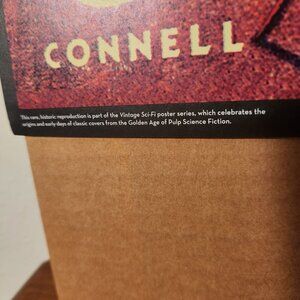 CONNELL
This rare, historic reproduction is part of the Vintage Sci-Fi poster series, which celebrates the
origins and early days of classic covers from the Golden Age of Pulp Science Fiction.